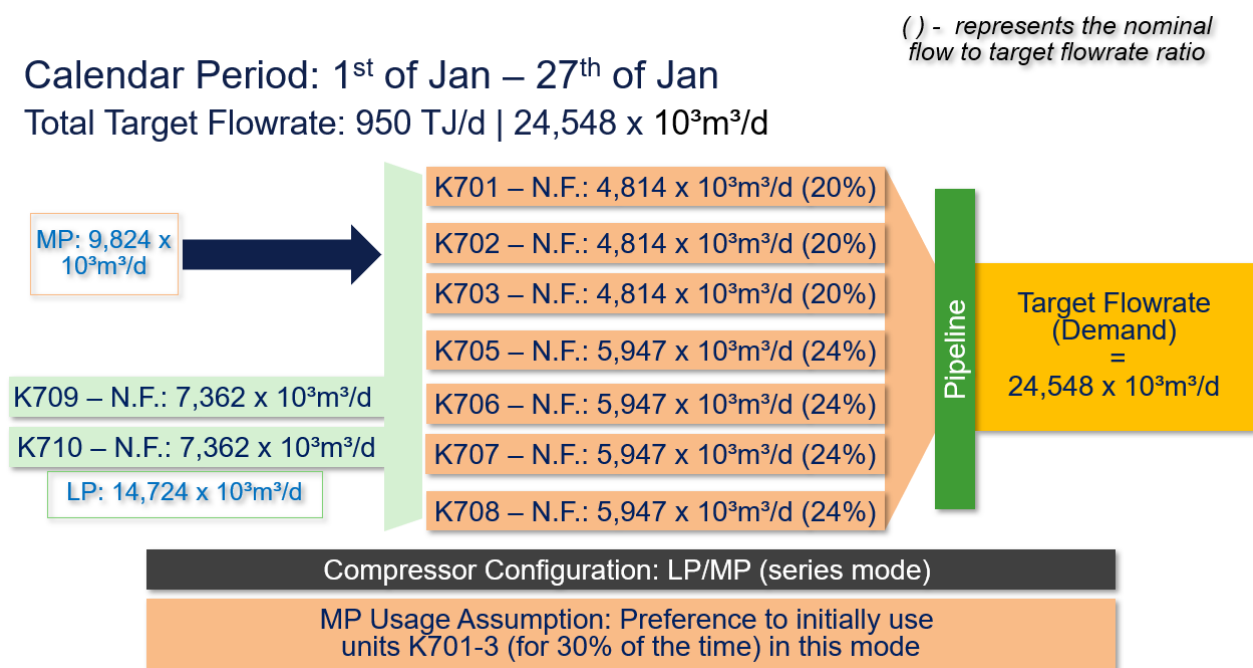 ( ) - represents the nominal
flow to target flowrate ratio
Calendar Period: 1st of Jan – 27th of Jan
Total Target Flowrate: 950 TJ/d | 24,548 x 10³m³/d
MP: 9,824 x
10³m³/d
K709 – N.F.: 7,362 x 10³m³/d
K710 – N.F.: 7,362 x 10³m³/d
LP: 14,724 x 10³m³/d
K701 – N.F.: 4,814 x 10³m³/d (20%)
K702 – N.F.: 4,814 x 10³m³/d (20%)
K703 – N.F.: 4,814 x 10³m³/d (20%)
K705 – N.F.: 5,947 x 10³m³/d (24%)
K706 – N.F.: 5,947 x 10³m³/d (24%)
K707 – N.F.: 5,947 x 10³m³/d (24%)
K708 – N.F.: 5,947 x 10³m³/d (24%)
Pipeline
Target Flowrate
(Demand)
=
24,548 x 10³m³/d
Compressor Configuration: LP/MP (series mode)
MP Usage Assumption: Preference to initially use
units K701-3 (for 30% of the time) in this mode